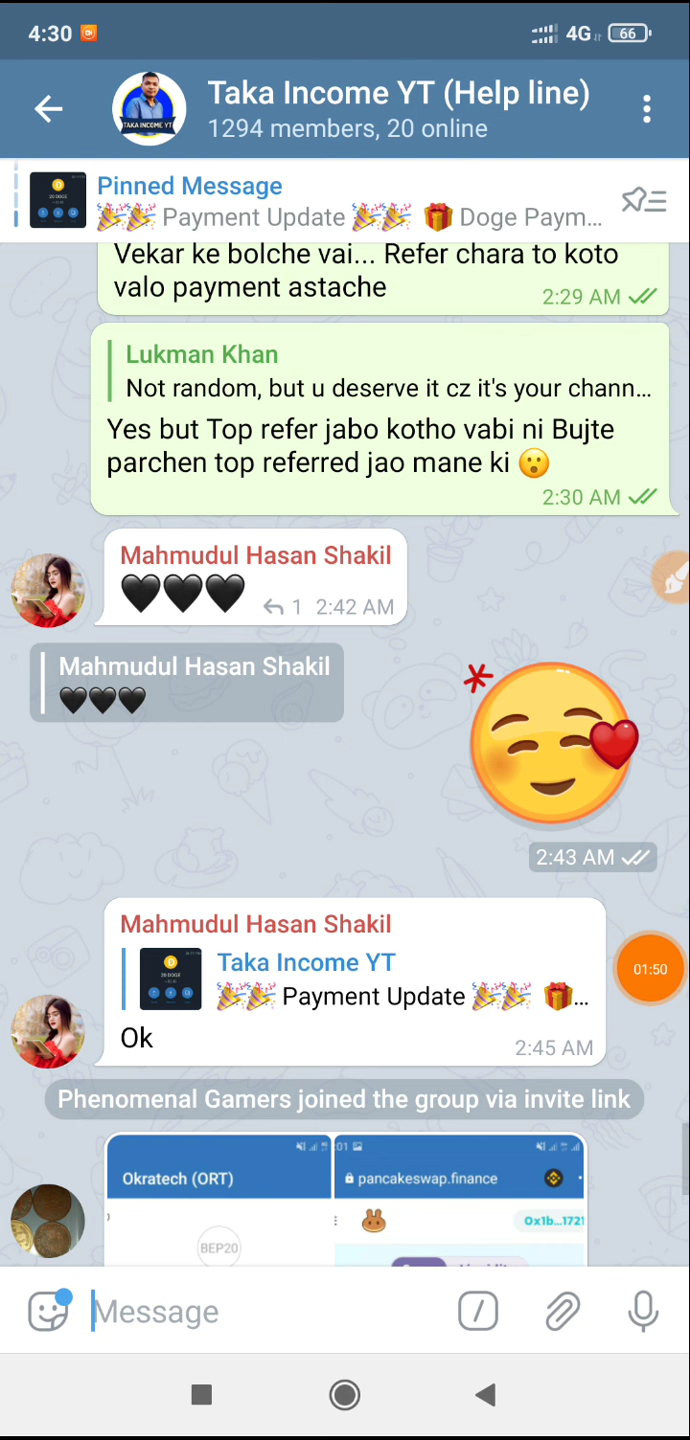 4:30
4G
66
Taka Income YT (Help line)
1294 members, 20 online
TAKA INCOME YT
Pinned Message
🎉🎉 Payment Update 🎉🎉 🎁 Doge Paym...
Vekar ke bolche vai... Refer chara to koto
valo payment astache
2:29 AM
Lukman Khan
Not random, but u deserve it cz it's your chann...
Yes but Top refer jabo kotho vabi ni Bujte
parchen top referred jao mane ki 😮
2:30 AM
Mahmudul Hasan Shakil
🖤🖤🖤
1 2:42 AM
Mahmudul Hasan Shakil
🖤🖤🖤
2:43 AM
Mahmudul Hasan Shakil
Taka Income YT
🎉🎉 Payment Update 🎉🎉 🎁...
Ok
2:45 AM
01:50
Phenomenal Gamers joined the group via invite link
:01
Okratech (ORT)
pancakeswap.finance
BEP20
0x1b...1721
Message